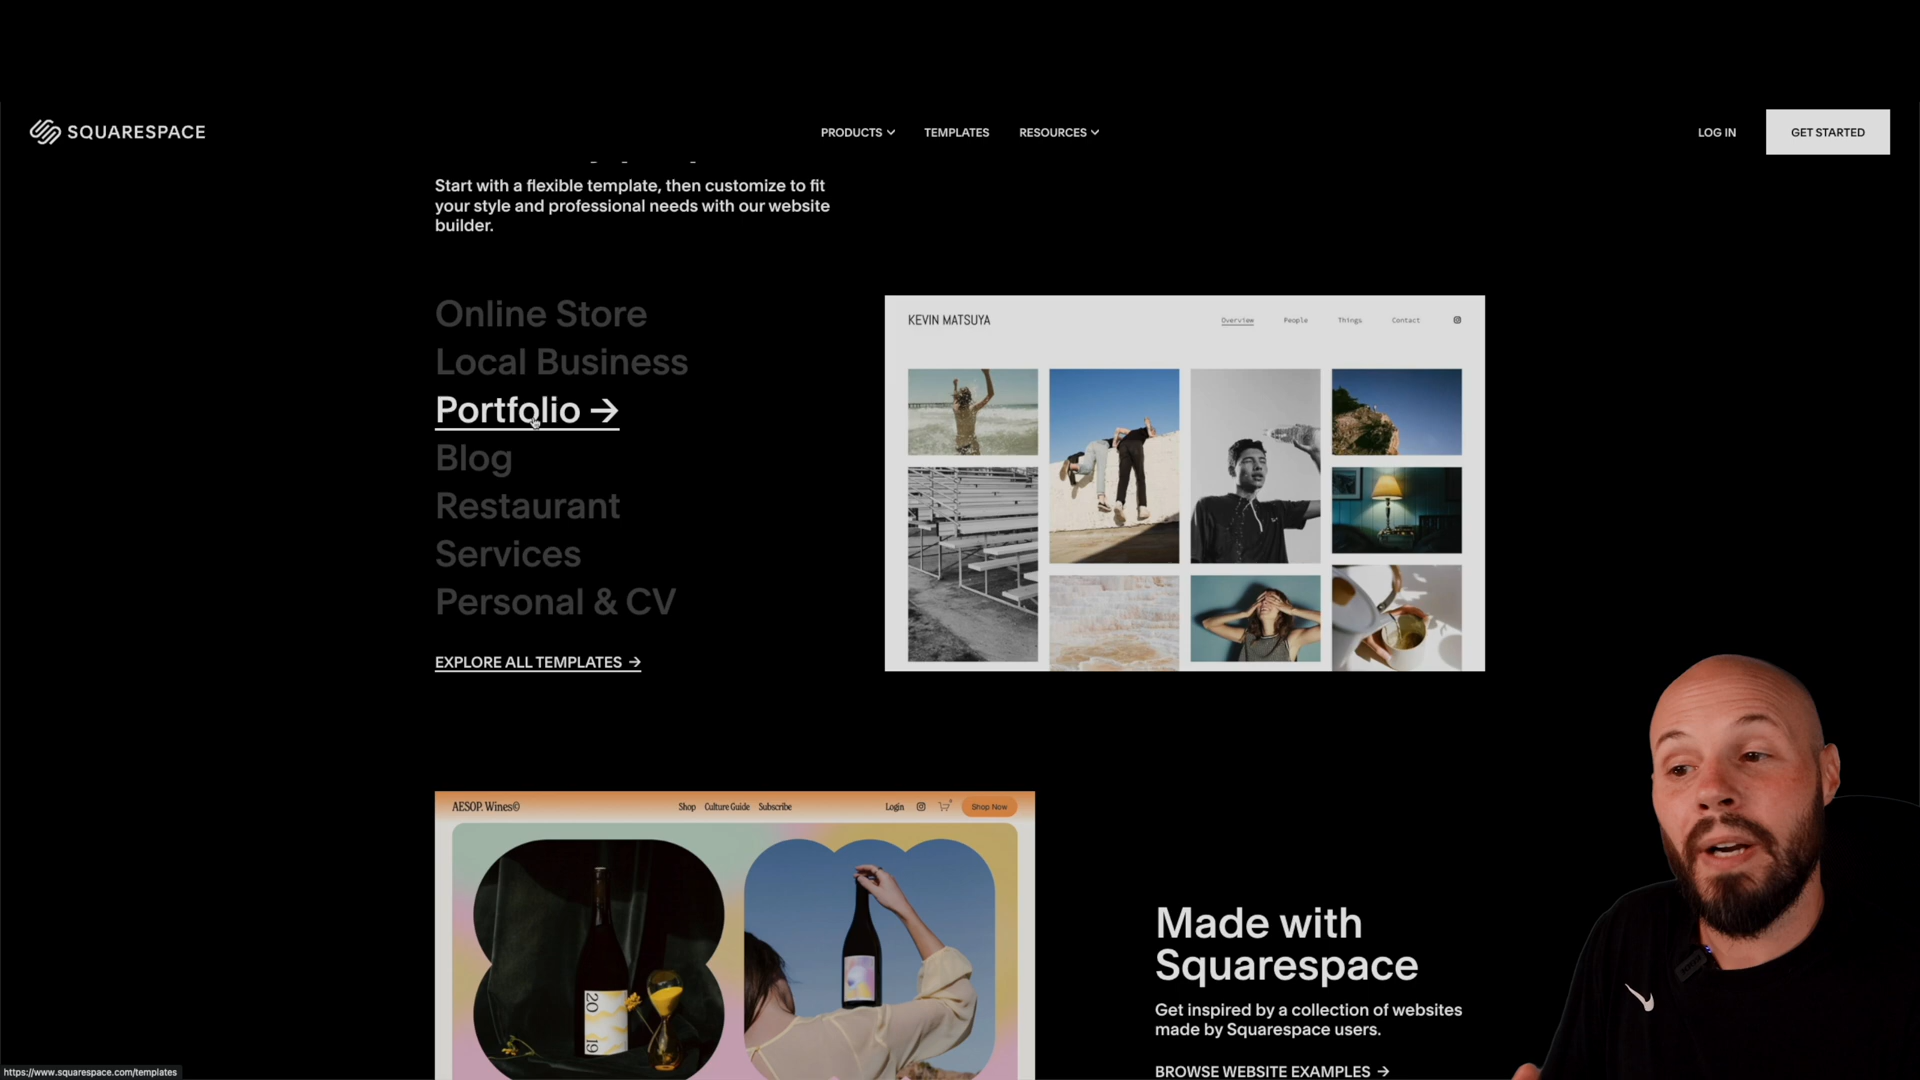 SQUARESPACE
PRODUCTS
TEMPLATES
RESOURCES
LOG IN
GET STARTED
Start with a flexible template, then customize to fit
your style and professional needs with our website
builder.
Online Store
Local Business
Portfolio →
Blog
Restaurant
Services
Personal & CV
EXPLORE ALL TEMPLATES →
KEVIN MATSUYA
Overview
People
Things
Contact
AESOP. Wines©
Shop
Culture Guide
Subscribe
Login
Shop Now
20
19
Made with
Squarespace
Get inspired by a collection of websites
made by Squarespace users.
BROWSE WEBSITE EXAMPLES →
https://www.squarespace.com/templates